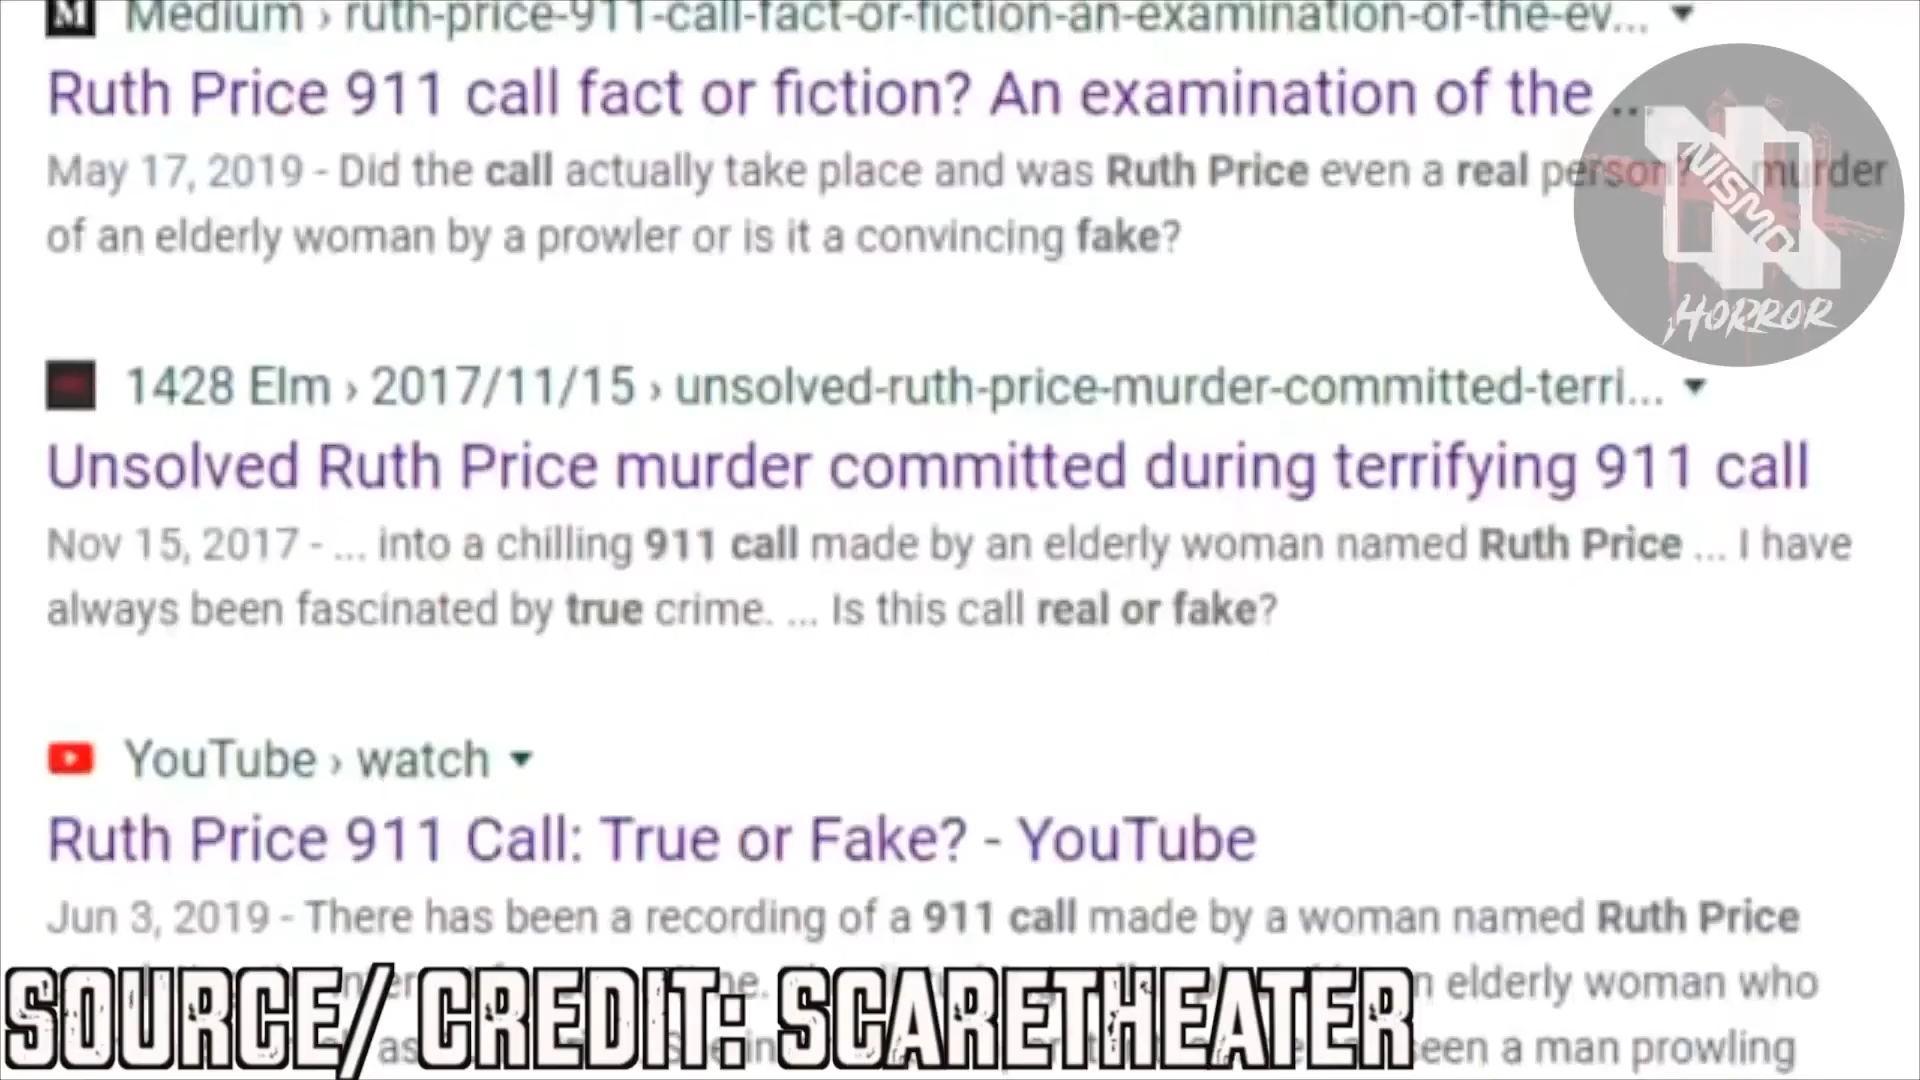 Medium › ruth-price-911-call-fact-or-fiction-an-examination-of-the-ev...
Ruth Price 911 call fact or fiction? An examination of the ...
May 17, 2019 - Did the call actually take place and was Ruth Price even a real person? murder
of an elderly woman by a prowler or is it a convincing fake?
NISMO
HORROR
1428 Elm › 2017/11/15 › unsolved-ruth-price-murder-committed-terri...
Unsolved Ruth Price murder committed during terrifying 911 call
Nov 15, 2017 - ... into a chilling 911 call made by an elderly woman named Ruth Price ... I have
always been fascinated by true crime. ... Is this call real or fake?
YouTube › watch
Ruth Price 911 Call: True or Fake? - YouTube
Jun 3, 2019 - There has been a recording of a 911 call made by a woman named Ruth Price
elderly woman who
seen a man prowling
SOURCE/ CREDIT: SCARETHEATER